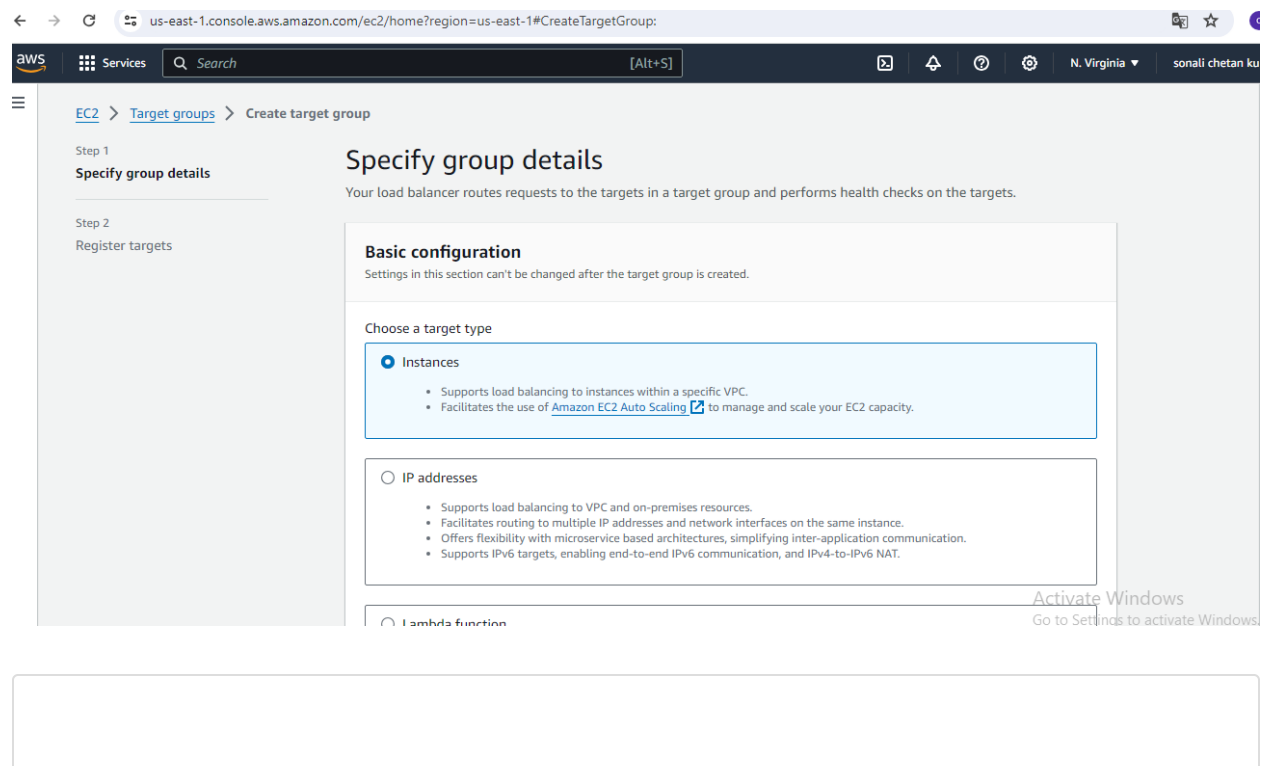 us-east-1.console.aws.amazon.com/ec2/home?region=us-east-1#CreateTargetGroup:
aws Services Search [Alt+S] N. Virginia sonali chetan ku
EC2 Target groups Create target group
Step 1
Specify group details
Step 2
Register targets
Specify group details
Your load balancer routes requests to the targets in a target group and performs health checks on the targets.
Basic configuration
Settings in this section can't be changed after the target group is created.
Choose a target type
Instances
• Supports load balancing to instances within a specific VPC.
• Facilitates the use of Amazon EC2 Auto Scaling to manage and scale your EC2 capacity.
IP addresses
• Supports load balancing to VPC and on-premises resources.
• Facilitates routing to multiple IP addresses and network interfaces on the same instance.
• Offers flexibility with microservice based architectures, simplifying inter-application communication.
• Supports IPv6 targets, enabling end-to-end IPv6 communication, and IPv4-to-IPv6 NAT.
Lambda function
Activate Windows
Go to Settings to activate Windows.